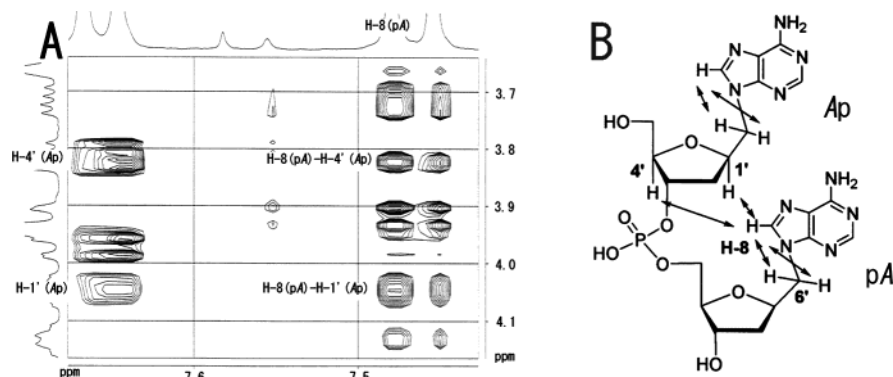 A
H-8(pA)
3.7
H-4' (Ap)
H-8(pA)-H-4' (Ap)
3.8
3.9
4.0
H-1' (Ap)
H-8(pA)-H-1' (Ap)
4.1
ppm
ppm
7.6
7.5
B
NH₂
N
N
H
N
N
Ap
HO
H
H
O
4'
1'
H
H
NH₂
O
O
N
N
P
H
HO
H-8
N
N
O
H
H
pA
6'
O
HO